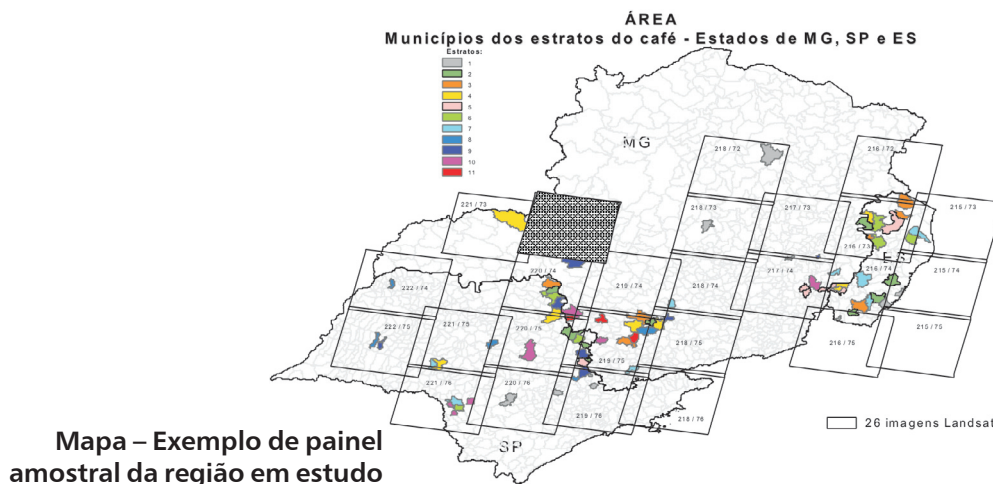 ÁREA
Municípios dos estratos do café - Estados de MG, SP e ES
Estratos:
1
2
3
4
5
6
7
8
9
10
11
MG
218 / 72
216 / 72
221 / 73
218 / 73
217 / 73
215 / 73
216 / 73
ES
220 / 74
222 / 74
219 / 74
218 / 74
217 / 74
216 / 74
215 / 74
222 / 75
221 / 75
220 / 75
219 / 75
218 / 75
216 / 75
215 / 75
221 / 76
220 / 76
219 / 76
218 / 76
SP
26 imagens Landsat
Mapa – Exemplo de painel
amostral da região em estudo